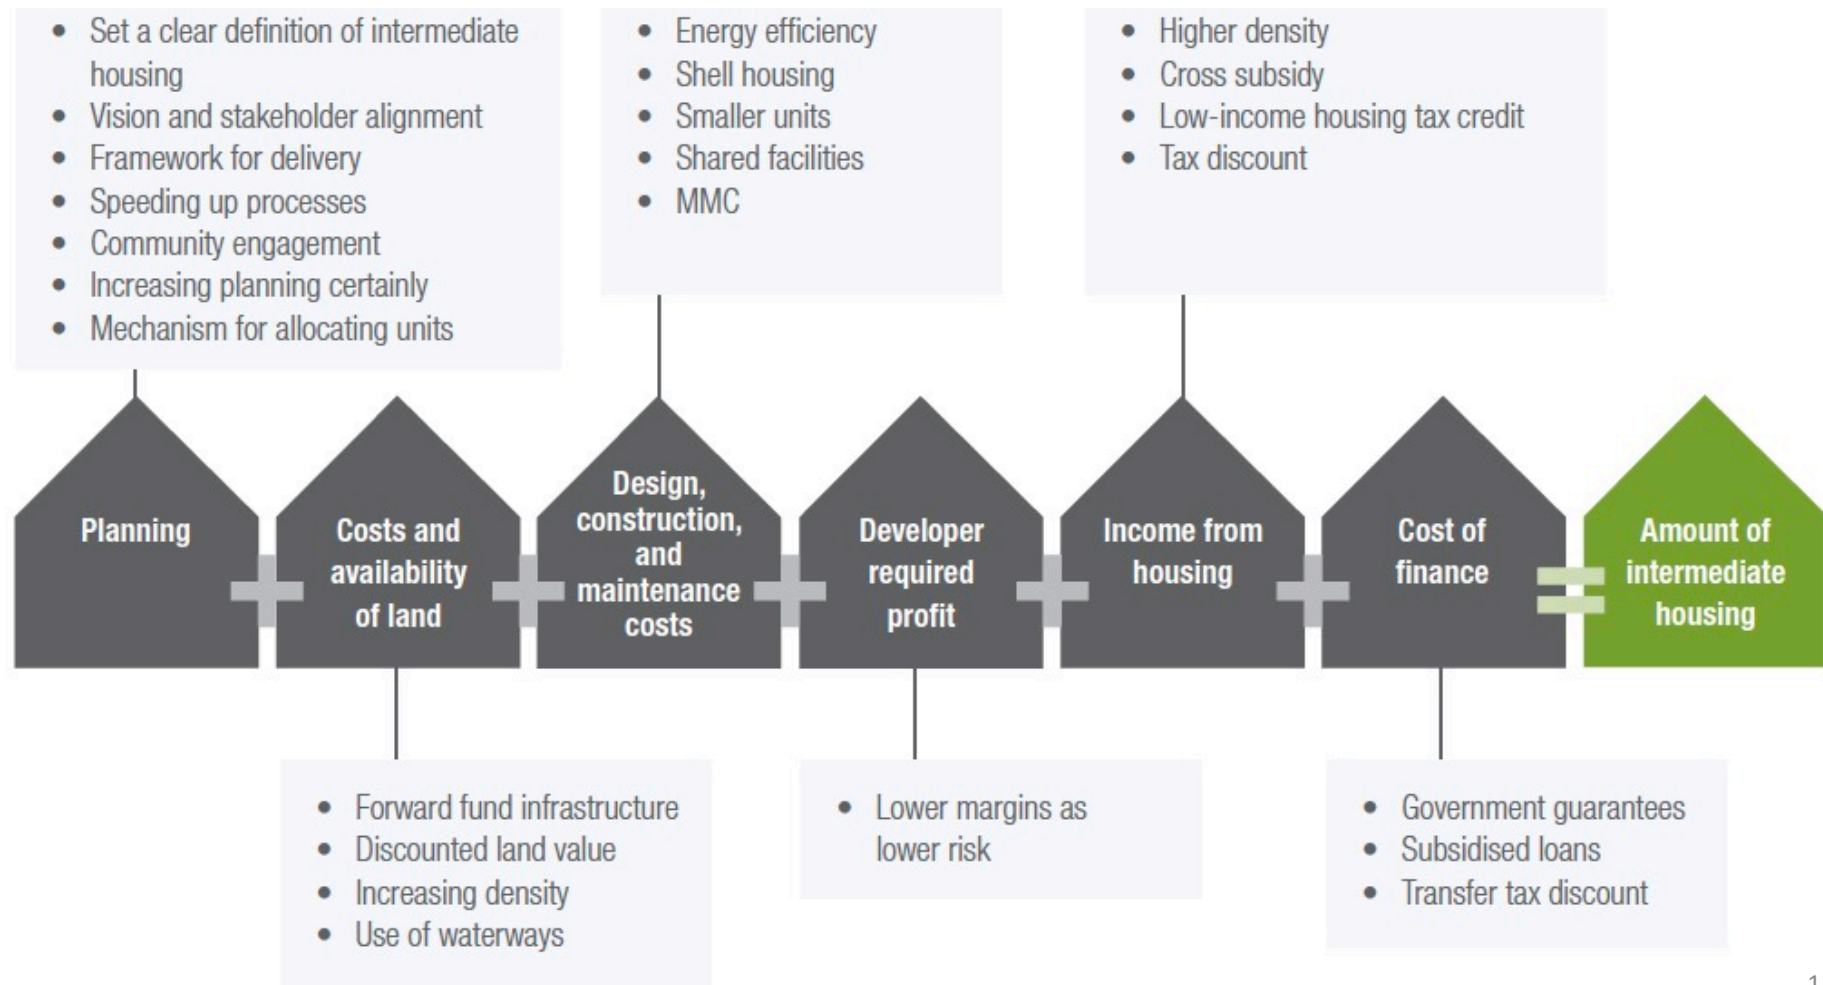 • Set a clear definition of intermediate
housing
• Vision and stakeholder alignment
• Framework for delivery
• Speeding up processes
• Community engagement
• Increasing planning certainly
• Mechanism for allocating units
• Energy efficiency
• Shell housing
• Smaller units
• Shared facilities
• MMC
• Higher density
• Cross subsidy
• Low-income housing tax credit
• Tax discount
Planning
Costs and
availability
of land
Design,
construction,
and
maintenance
costs
Developer
required
profit
Income from
housing
Cost of
finance
Amount of
intermediate
housing
• Forward fund infrastructure
• Discounted land value
• Increasing density
• Use of waterways
• Lower margins as
lower risk
• Government guarantees
• Subsidised loans
• Transfer tax discount